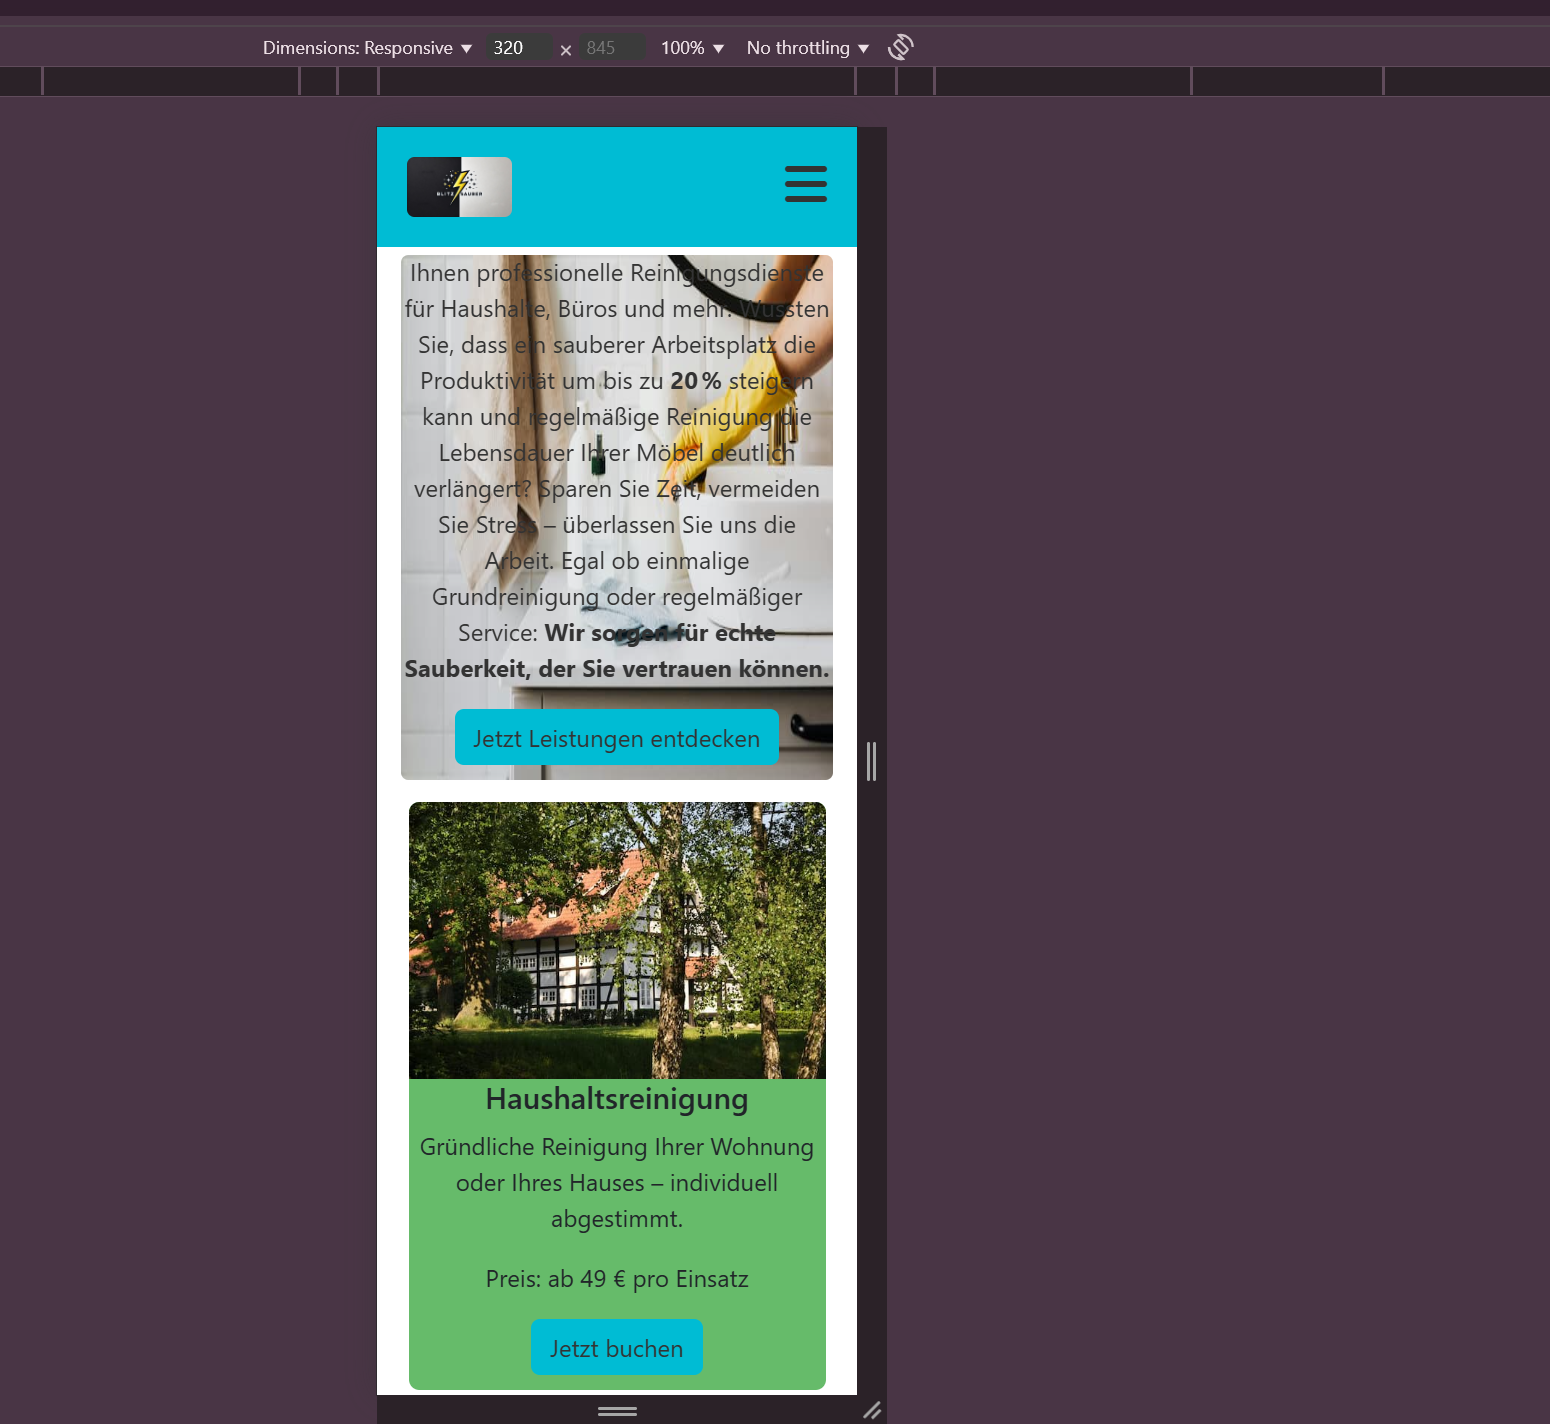 Dimensions: Responsive ▼ 320 × 845 100% ▼ No throttling ▼
BLITZ SAUBER
Ihnen professionelle Reinigungsdienste
für Haushalte, Büros und mehr. Wussten
Sie, dass ein sauberer Arbeitsplatz die
Produktivität um bis zu 20 % steigern
kann und regelmäßige Reinigung die
Lebensdauer Ihrer Möbel deutlich
verlängert? Sparen Sie Zeit, vermeiden
Sie Stress – überlassen Sie uns die
Arbeit. Egal ob einmalige
Grundreinigung oder regelmäßiger
Service: Wir sorgen für echte
Sauberkeit, der Sie vertrauen können.
Jetzt Leistungen entdecken
Haushaltsreinigung
Gründliche Reinigung Ihrer Wohnung
oder Ihres Hauses – individuell
abgestimmt.
Preis: ab 49 € pro Einsatz
Jetzt buchen